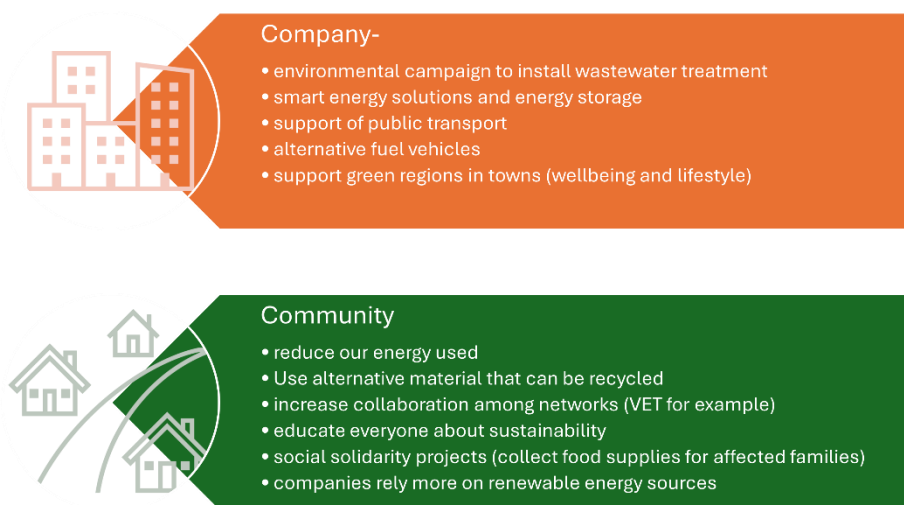 Company-
• environmental campaign to install wastewater treatment
• smart energy solutions and energy storage
• support of public transport
• alternative fuel vehicles
• support green regions in towns (wellbeing and lifestyle)
Community
• reduce our energy used
• Use alternative material that can be recycled
• increase collaboration among networks (VET for example)
• educate everyone about sustainability
• social solidarity projects (collect food supplies for affected families)
• companies rely more on renewable energy sources